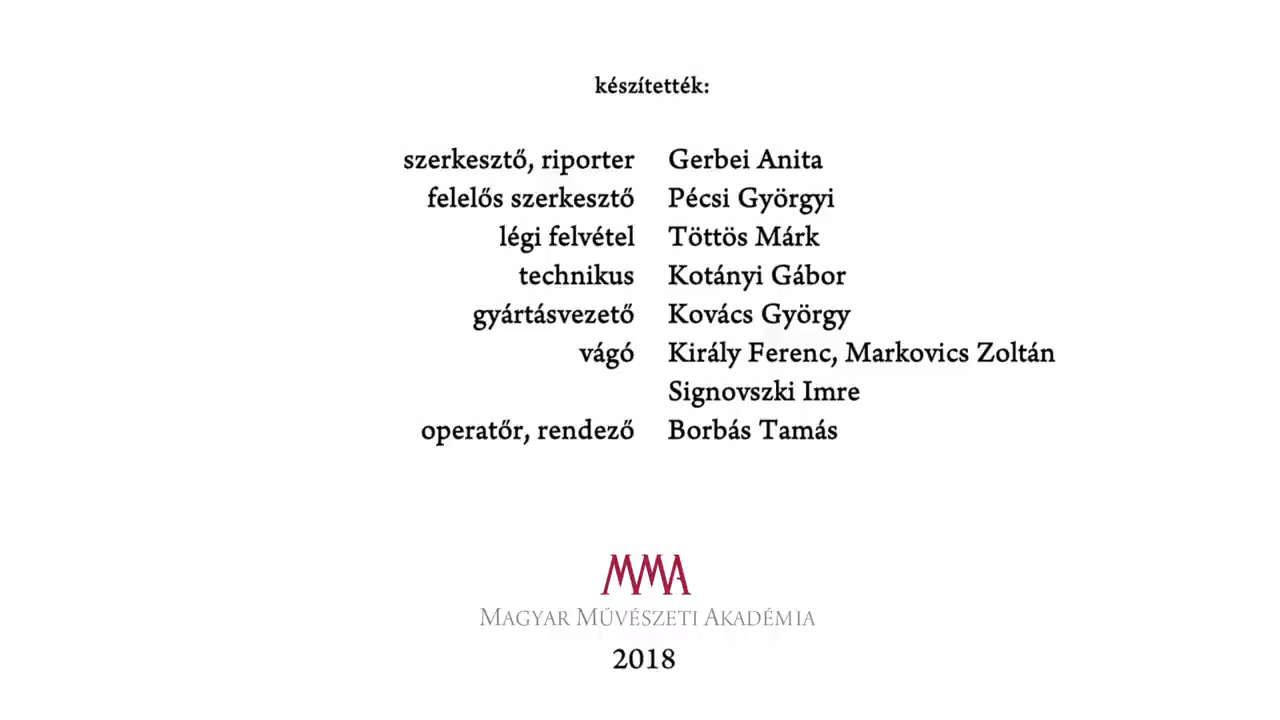 készítették:
szerkesztő, riporter Gerbei Anita
felelős szerkesztő Pécsi Györgyi
légi felvétel Töttös Márk
technikus Kotányi Gábor
gyártásvezető Kovács György
vágó Király Ferenc, Markovics Zoltán
Signovszki Imre
operatőr, rendező Borbás Tamás
MMA
MAGYAR MŰVÉSZETI AKADÉMIA
2018